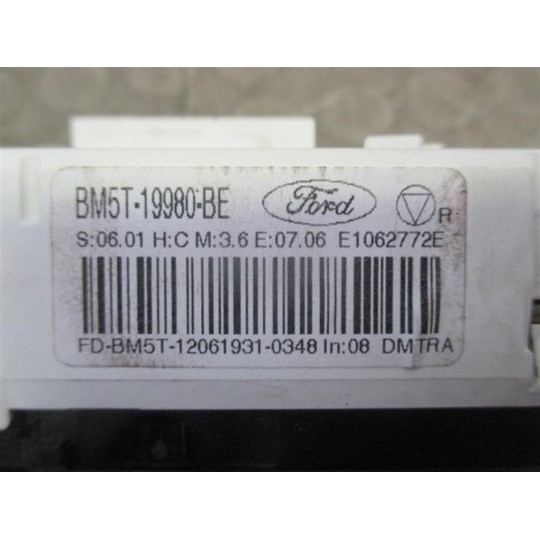 BM5T-19980-BE Ford R
S:06.01 H:C M:3.6 E:07.06 E1062772E
FD-BM5T-12061931-0348 In:08 DMTRA